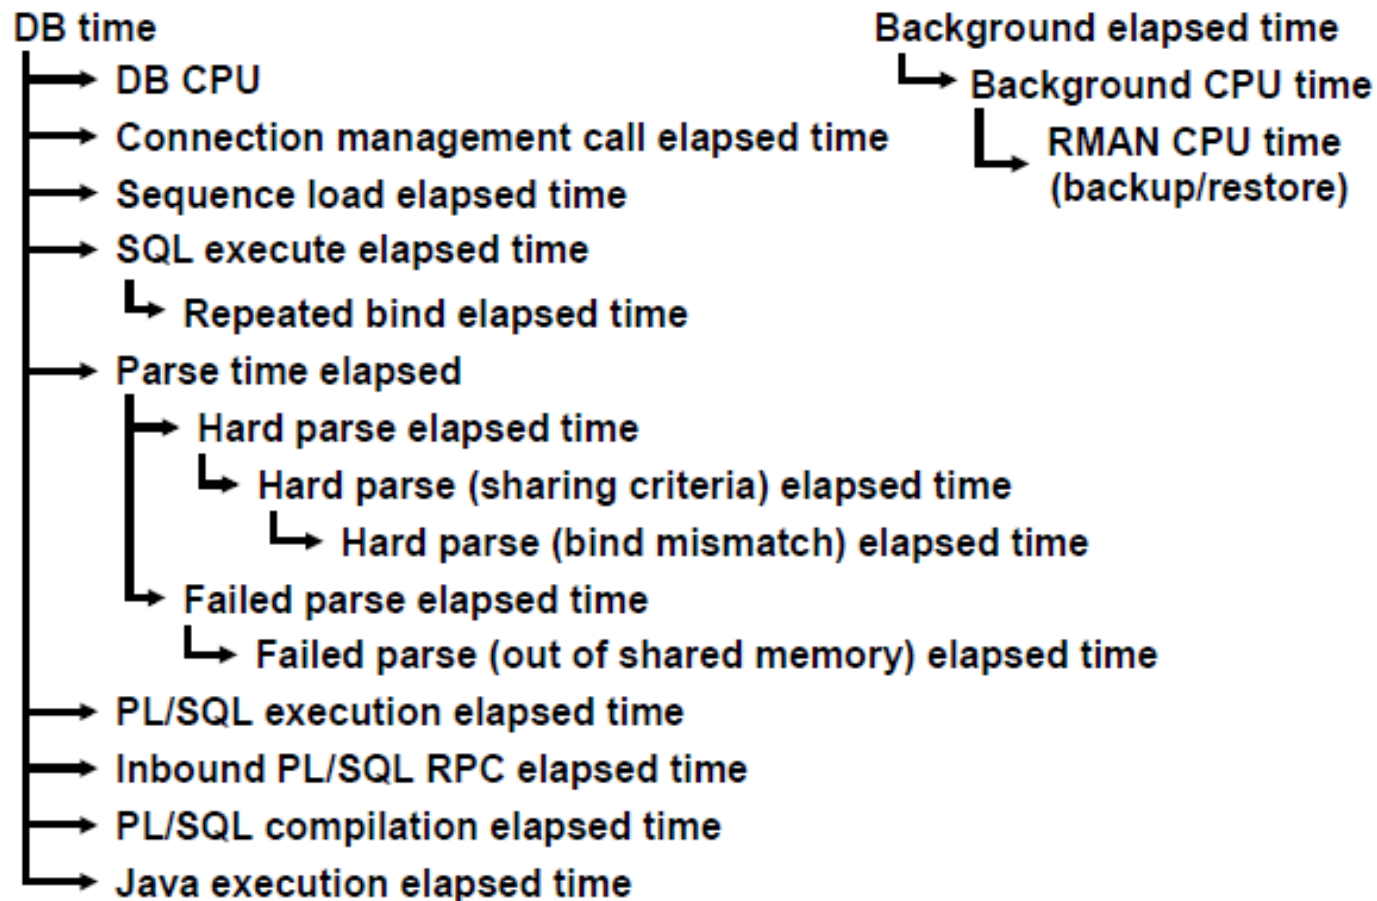 DB time
DB CPU
Connection management call elapsed time
Sequence load elapsed time
SQL execute elapsed time
Repeated bind elapsed time
Parse time elapsed
Hard parse elapsed time
Hard parse (sharing criteria) elapsed time
Hard parse (bind mismatch) elapsed time
Failed parse elapsed time
Failed parse (out of shared memory) elapsed time
PL/SQL execution elapsed time
Inbound PL/SQL RPC elapsed time
PL/SQL compilation elapsed time
Java execution elapsed time
Background elapsed time
Background CPU time
RMAN CPU time
(backup/restore)